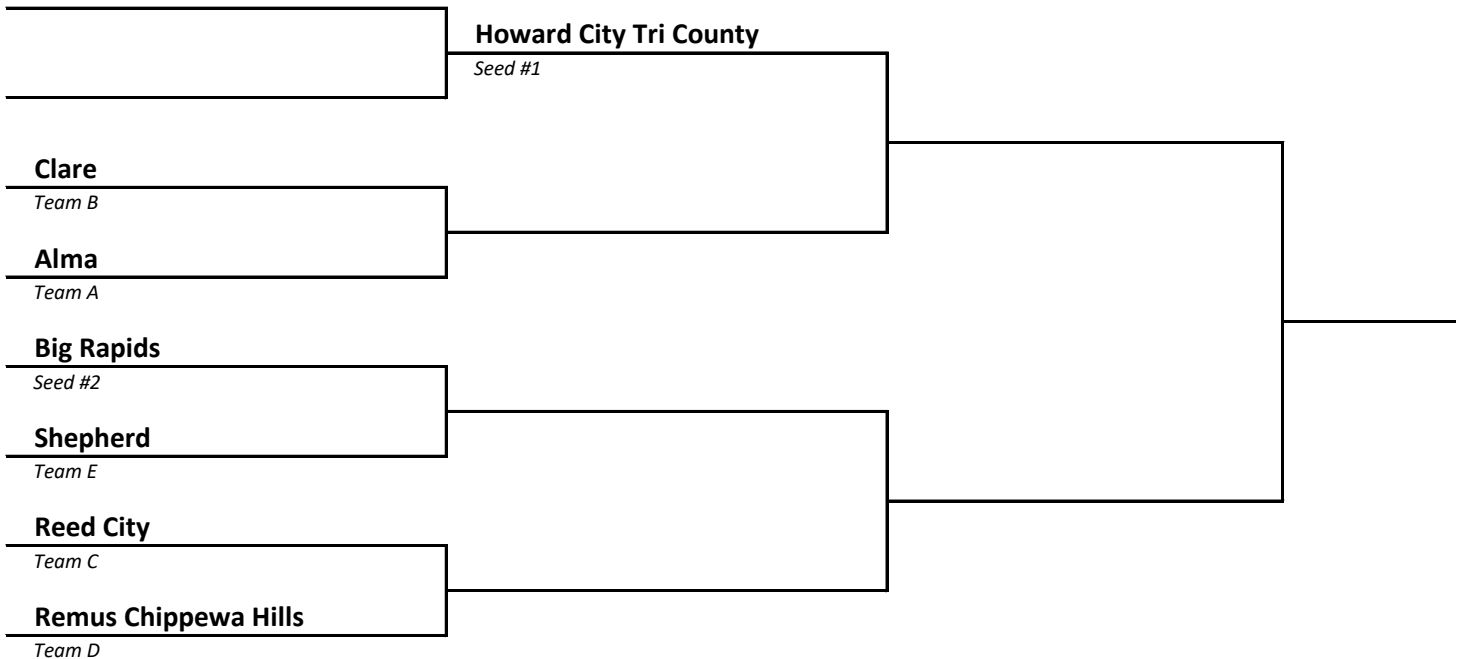 Howard City Tri County
Seed #1
Clare
Team B
Alma
Team A
Big Rapids
Seed #2
Shepherd
Team E
Reed City
Team C
Remus Chippewa Hills
Team D